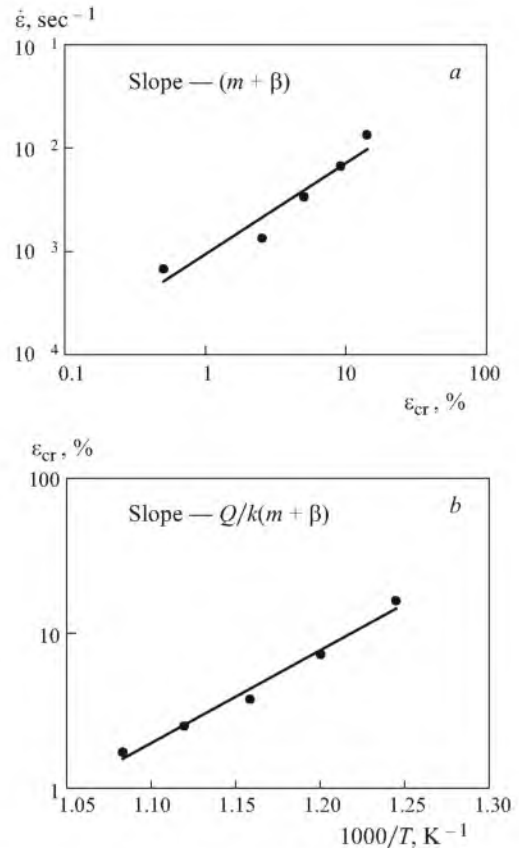 ε̇, sec⁻¹
10 ¹
Slope — (m + β)
a
10 ²
10 ³
10 ⁴
0.1
1
10
100
ε_cr , %
ε_cr , %
100
Slope — Q/k(m + β)
b
10
1
1.05
1.10
1.15
1.20
1.25
1.30
1000/T, K⁻¹